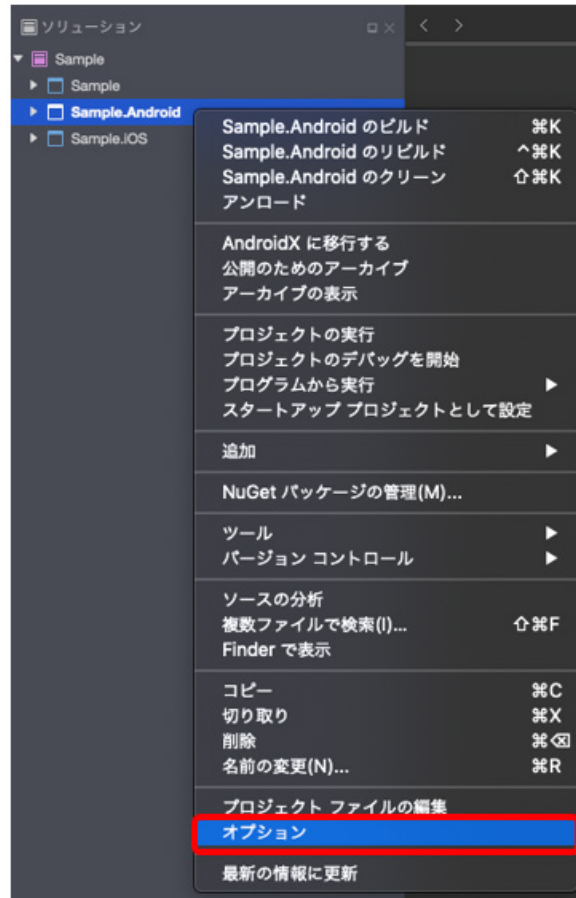 ソリューション
Sample
Sample
Sample.Android
Sample.iOS
Sample.Android のビルド ⌘K
Sample.Android のリビルド ^⌘K
Sample.Android のクリーン ⇧⌘K
アンロード
AndroidX に移行する
公開のためのアーカイブ
アーカイブの表示
プロジェクトの実行
プロジェクトのデバッグを開始
プログラムから実行
スタートアップ プロジェクトとして設定
追加
NuGet パッケージの管理(M)...
ツール
バージョン コントロール
ソースの分析
複数ファイルで検索(I)... ⇧⌘F
Finder で表示
コピー ⌘C
切り取り ⌘X
削除 ⌘⌫
名前の変更(N)... ⌘R
プロジェクト ファイルの編集
オプション
最新の情報に更新